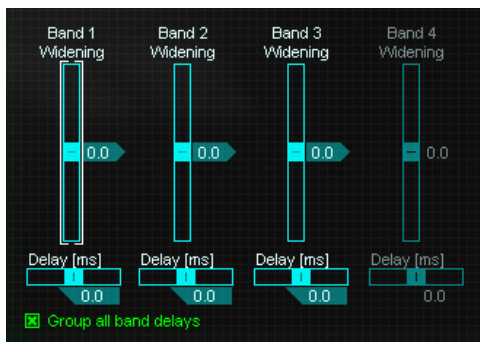 Band 1 Band 2 Band 3 Band 4
Widening Widening Widening Widening
0.0 0.0 0.0 0.0
Delay [ms] Delay [ms] Delay [ms] Delay [ms]
0.0 0.0 0.0 0.0
Group all band delays